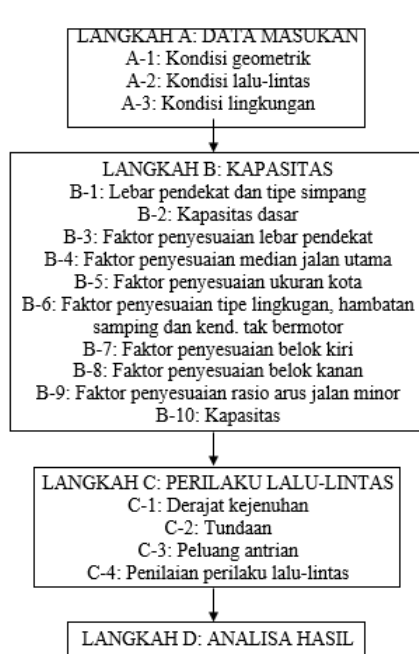 LANGKAH A: DATA MASUKAN
A-1: Kondisi geometrik
A-2: Kondisi lalu-lintas
A-3: Kondisi lingkungan
LANGKAH B: KAPASITAS
B-1: Lebar pendekat dan tipe simpang
B-2: Kapasitas dasar
B-3: Faktor penyesuaian lebar pendekat
B-4: Faktor penyesuaian median jalan utama
B-5: Faktor penyesuaian ukuran kota
B-6: Faktor penyesuaian tipe lingkugan, hambatan
samping dan kend. tak bermotor
B-7: Faktor penyesuaian belok kiri
B-8: Faktor penyesuaian belok kanan
B-9: Faktor penyesuaian rasio arus jalan minor
B-10: Kapasitas
LANGKAH C: PERILAKU LALU-LINTAS
C-1: Derajat kejenuhan
C-2: Tundaan
C-3: Peluang antrian
C-4: Penilaian perilaku lalu-lintas
LANGKAH D: ANALISA HASIL